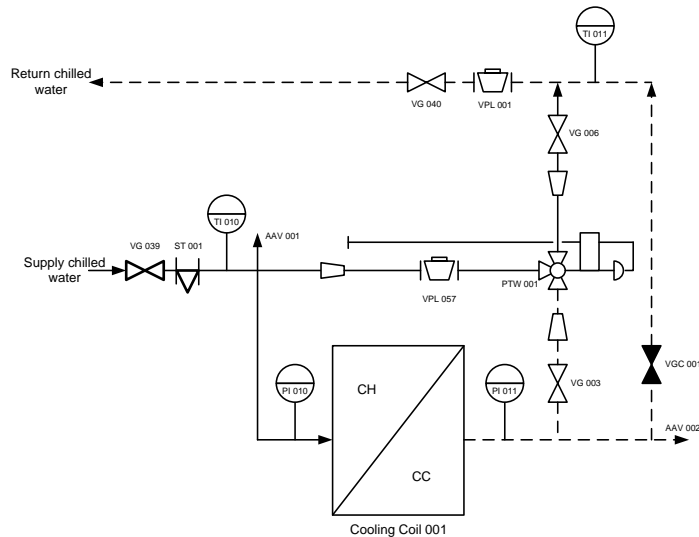 TI 011
Return chilled
water
VG 040
VPL 001
VG 006
TI 010
VG 039
ST 001
AAV 001
Supply chilled
water
VPL 057
PTW 001
VGC 001
PI 010
CH
PI 011
VG 003
AAV 002
CC
Cooling Coil 001